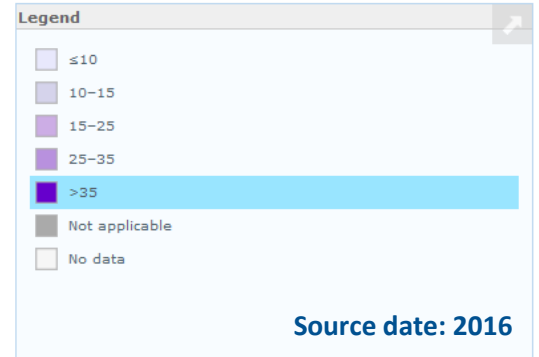 Legend
≤10
10–15
15–25
25–35
>35
Not applicable
No data
Source date: 2016